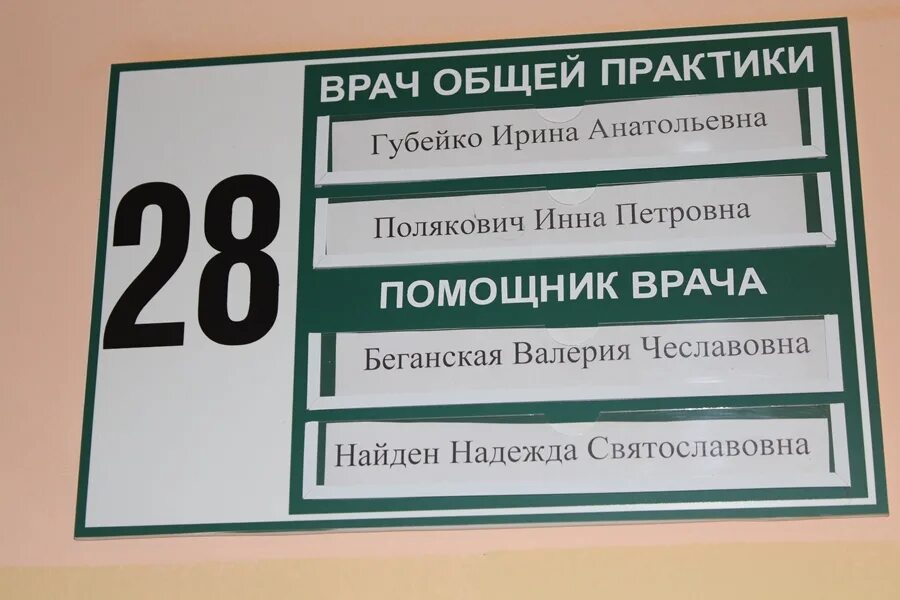 28
ВРАЧ ОБЩЕЙ ПРАКТИКИ
Губейко Ирина Анатольевна
Полякович Инна Петровна
ПОМОЩНИК ВРАЧА
Беганская Валерия Чеславовна
Найден Надежда Святославовна